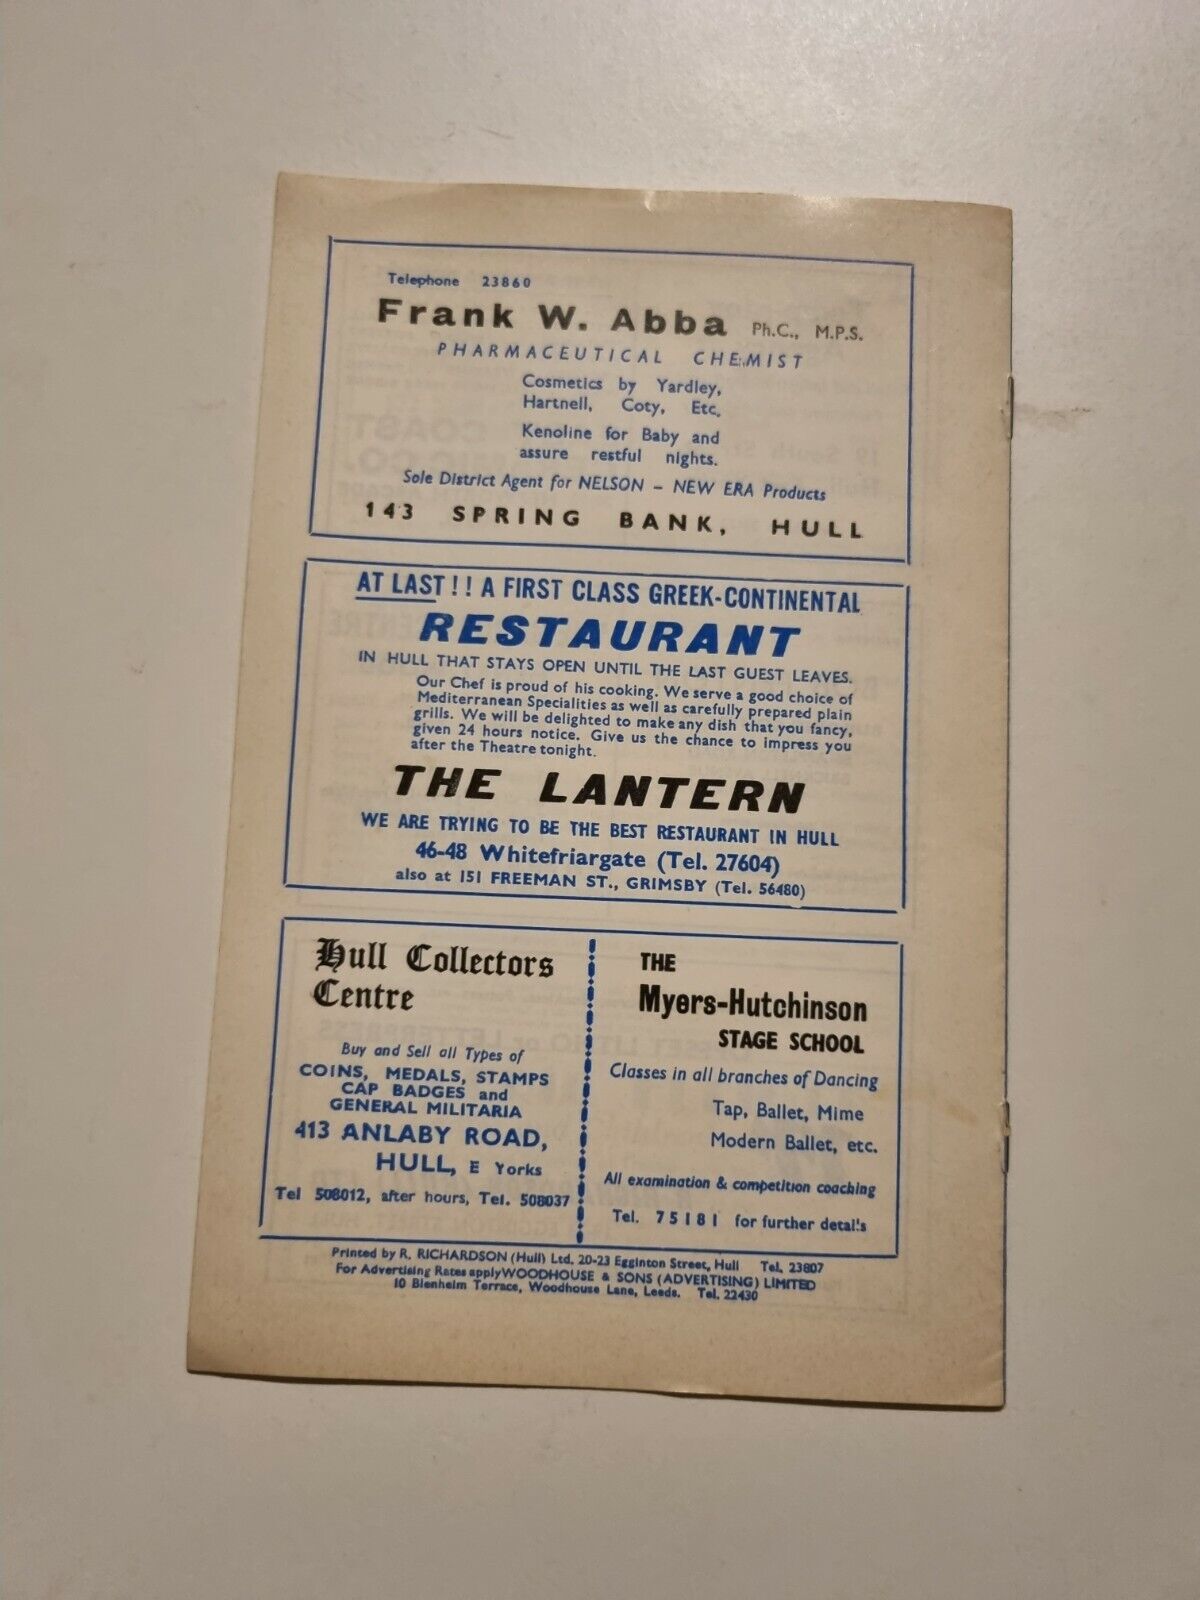 Telephone 23860
Frank W. Abba Ph.C., M.P.S.
PHARMACEUTICAL CHEMIST
Cosmetics by Yardley,
Hartnell, Coty, Etc.
Kenoline for Baby and
assure restful nights.
Sole District Agent for NELSON - NEW ERA Products
143 SPRING BANK, HULL
AT LAST!! A FIRST CLASS GREEK-CONTINENTAL
RESTAURANT
IN HULL THAT STAYS OPEN UNTIL THE LAST GUEST LEAVES.
Our Chef is proud of his cooking. We serve a good choice of
Mediterranean Specialities as well as carefully prepared plain
grills. We will be delighted to make any dish that you fancy,
given 24 hours notice. Give us the chance to impress you
after the Theatre tonight.
THE LANTERN
WE ARE TRYING TO BE THE BEST RESTAURANT IN HULL
46-48 Whitefriargate (Tel. 27604)
also at 151 FREEMAN ST., GRIMSBY (Tel. 56480)
Hull Collectors
Centre
Buy and Sell all Types of
COINS, MEDALS, STAMPS
CAP BADGES and
GENERAL MILITARIA
413 ANLABY ROAD,
HULL, E Yorks
Tel 508012, after hours, Tel. 508037
THE
Myers-Hutchinson
STAGE SCHOOL
Classes in all branches of Dancing
Tap, Ballet, Mime
Modern Ballet, etc.
All examination & competition coaching
Tel. 75181 for further detal's
Printed by R. RICHARDSON (Hull) Ltd. 20-23 Egginton Street, Hull Tel. 23807
For Advertising Rates apply WOODHOUSE & SONS (ADVERTISING) LIMITED
10 Blenheim Terrace, Woodhouse Lane, Leeds. Tel. 22430